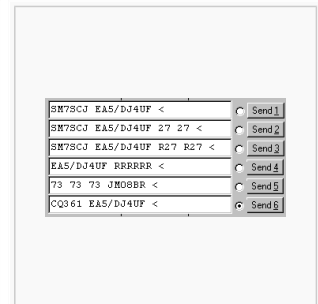 SM7SCJ EA5/DJ4UF < Send 1
SM7SCJ EA5/DJ4UF 27 27 < Send 2
SM7SCJ EA5/DJ4UF R27 R27 < Send 3
EA5/DJ4UF RRRRRR < Send 4
73 73 73 JM08BR < Send 5
CQ361 EA5/DJ4UF < Send 6